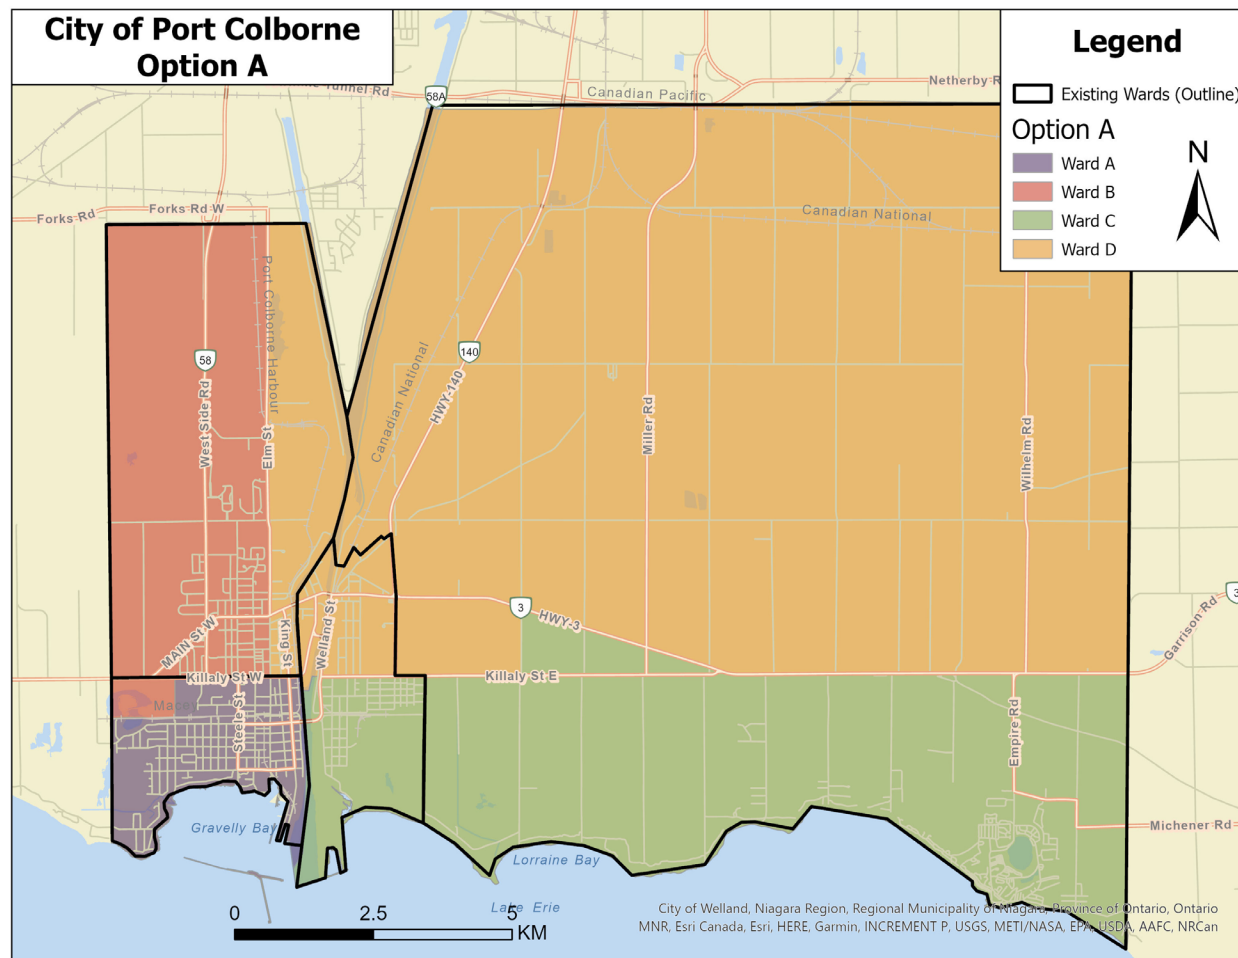 City of Port Colborne
Option A
Legend
Existing Wards (Outline)
Option A
Ward A
Ward B
Ward C
Ward D
N
Tunnel Rd
58A
Canadian Pacific
Netherby R
Forks Rd
Forks Rd W
Canadian National
Port Colborne Harbour
58
West Side Rd
Elm St
Canadian National
140
HWY-140
Miller Rd
Wilhelm Rd
3
HWY-3
3
Garrison Rd
MAIN St W
King St
Welland St
Killaly St W
Killaly St E
Macey
Steele St
Empire Rd
Michener Rd
Gravelly Bay
Lorraine Bay
Lake Erie
0 2.5 5
KM
City of Welland, Niagara Region, Regional Municipality of Niagara, Province of Ontario, Ontario
MNR, Esri Canada, Esri, HERE, Garmin, INCREMENT P, USGS, METI/NASA, EPA, USDA, AAFC, NRCan